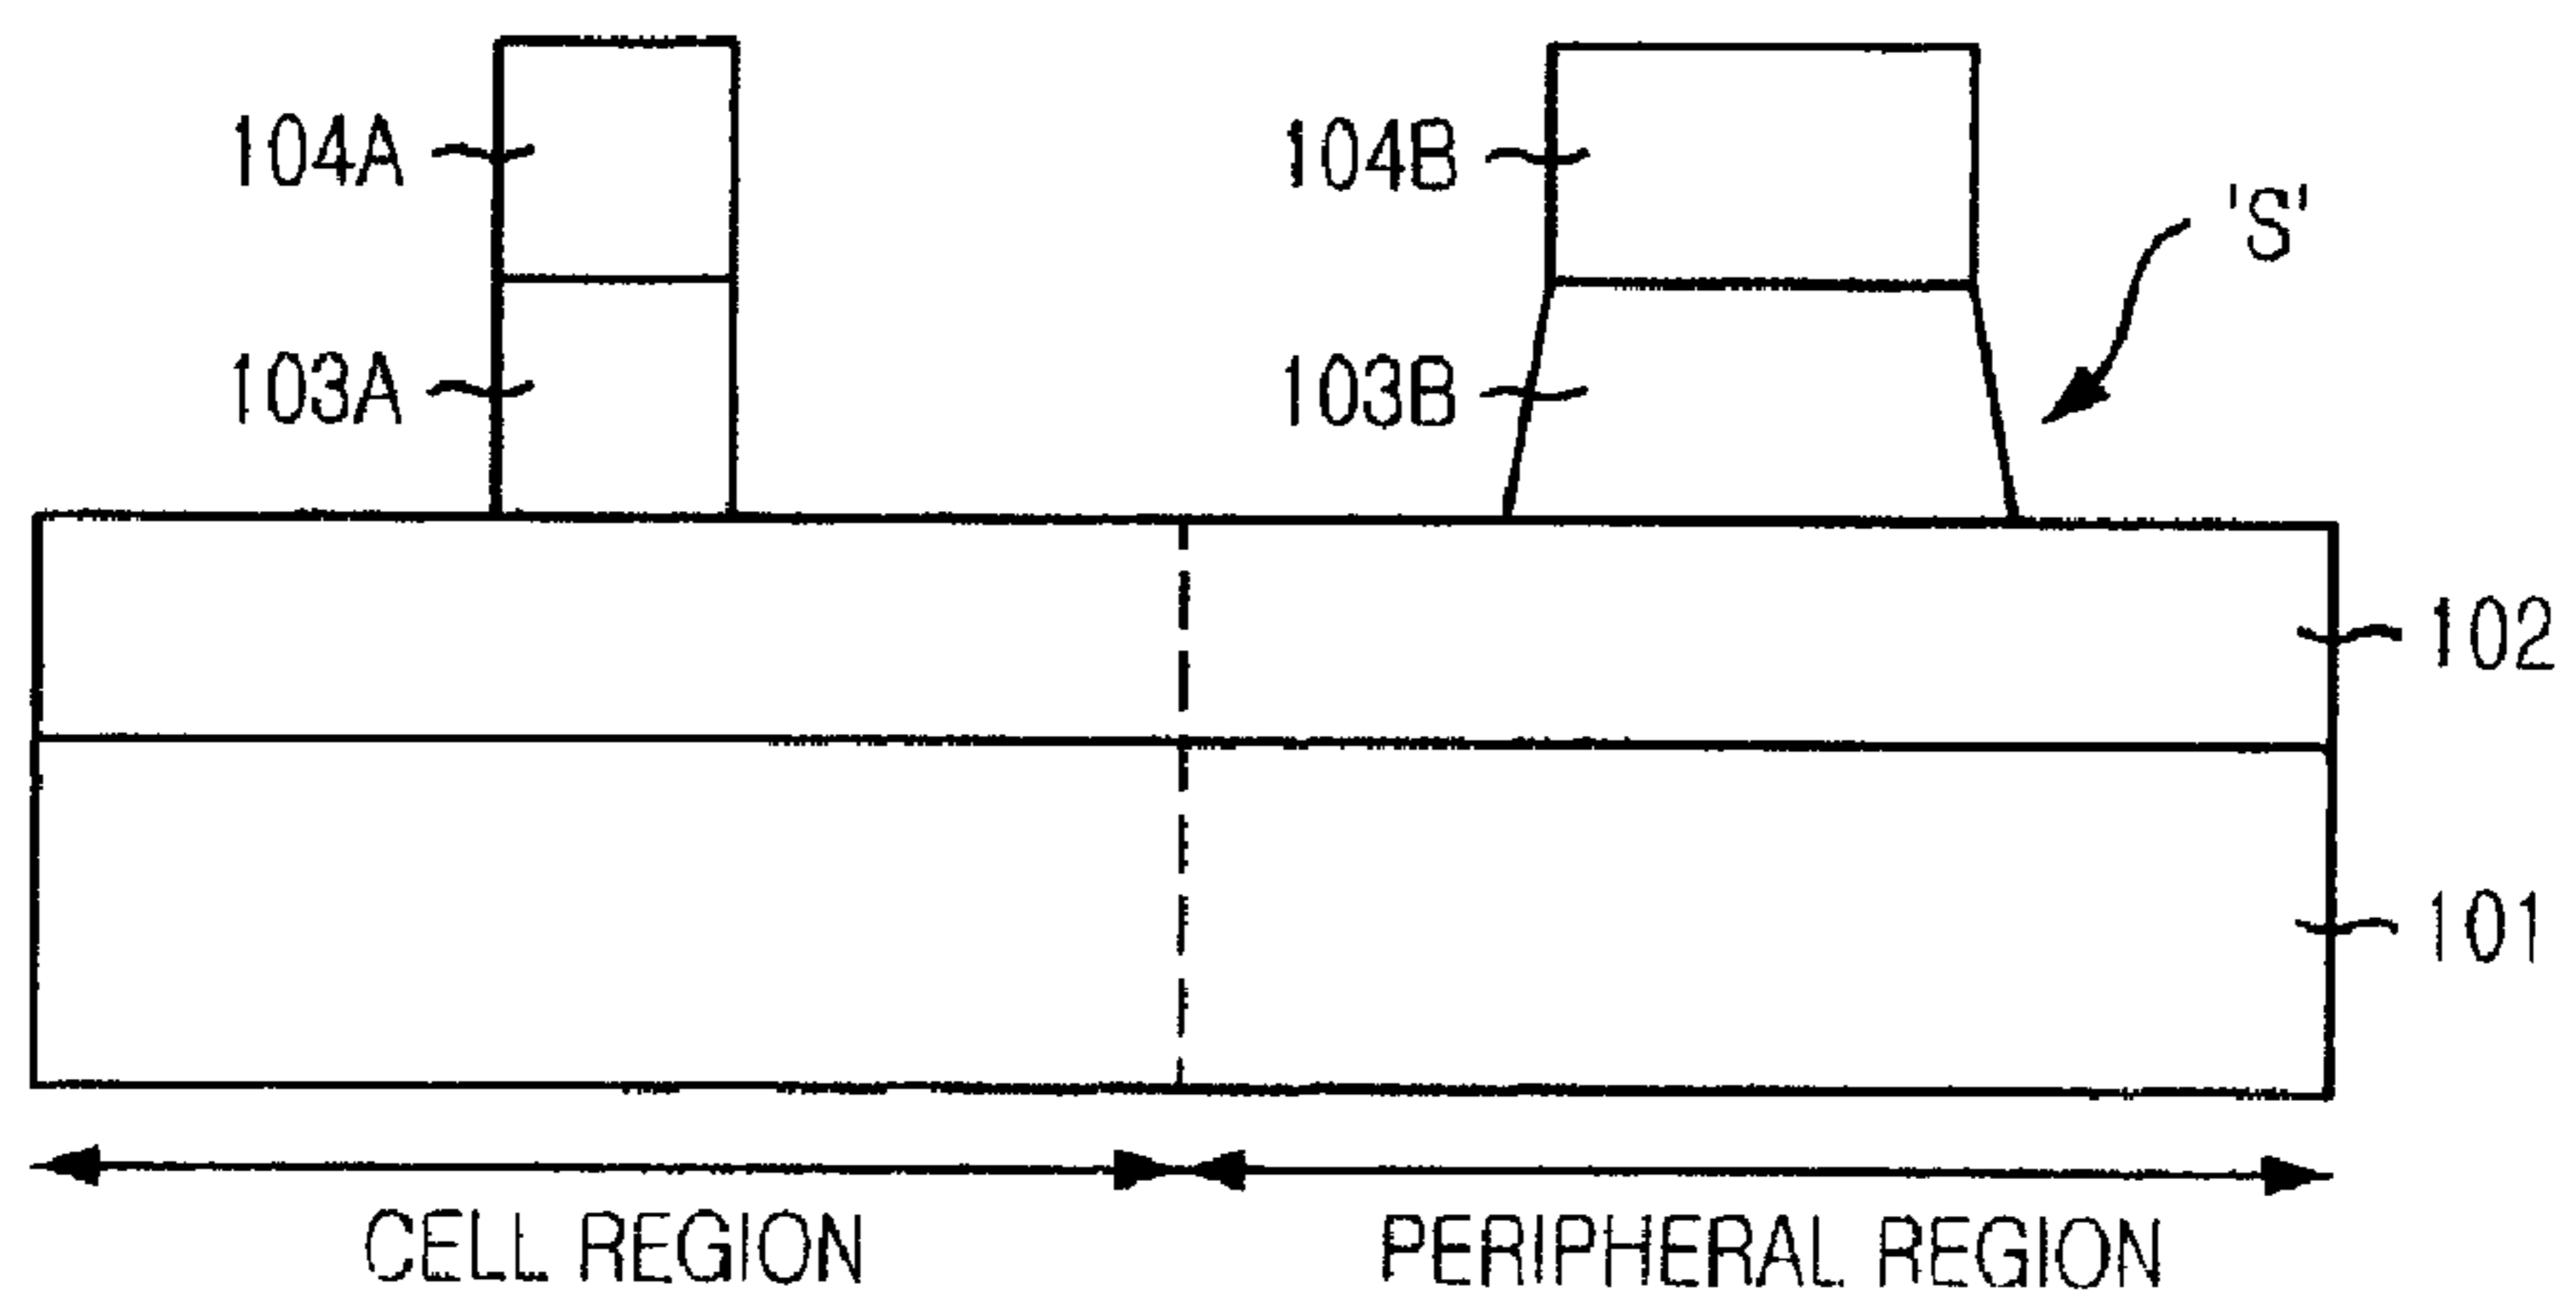 104A
104B
'S'
103A
103B
102
101
CELL REGION
PERIPHERAL REGION